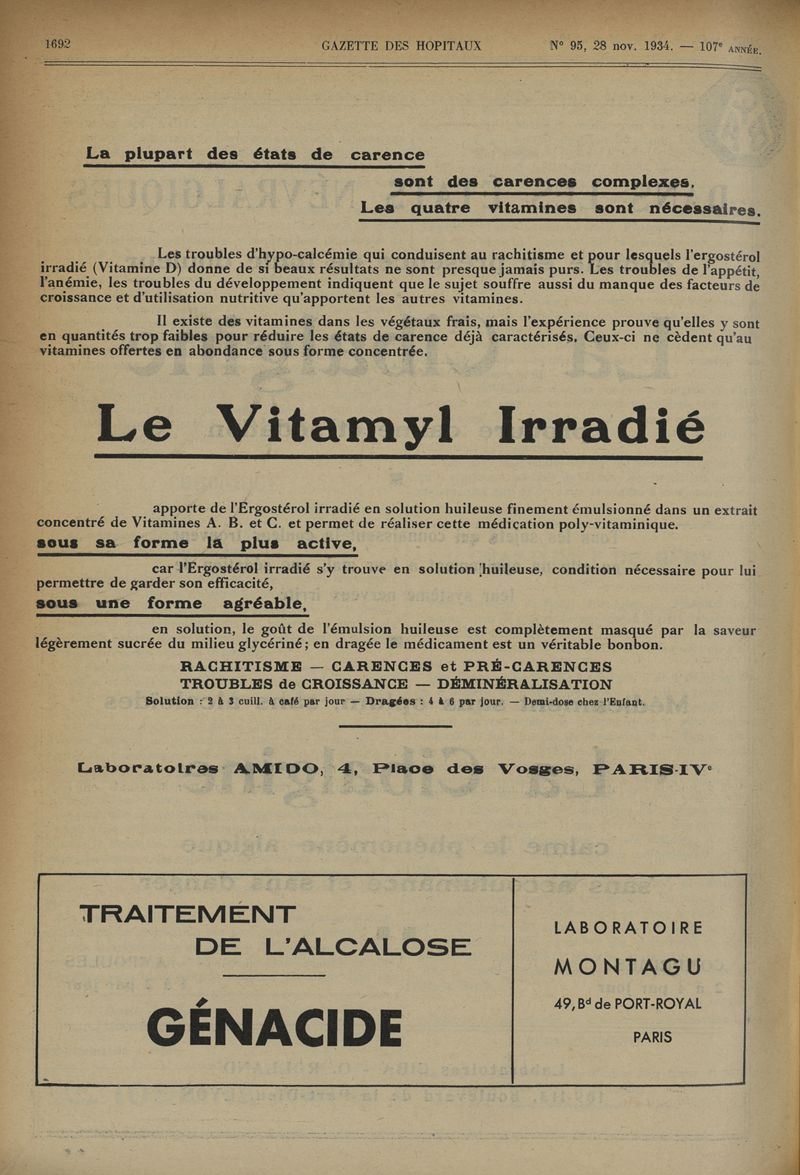 1692 GAZETTE DES HOPITAUX N° 95, 28 nov. 1934. — 107e ANNÉE.
La plupart des états de carence
sont des carences complexes.
Les quatre vitamines sont nécessaires.
Les troubles d'hypo-calcémie qui conduisent au rachitisme et pour lesquels l'ergostérol
irradié (Vitamine D) donne de si beaux résultats ne sont presque jamais purs. Les troubles de l'appétit,
l'anémie, les troubles du développement indiquent que le sujet souffre aussi du manque des facteurs de
croissance et d'utilisation nutritive qu'apportent les autres vitamines.
Il existe des vitamines dans les végétaux frais, mais l'expérience prouve qu'elles y sont
en quantités trop faibles pour réduire les états de carence déjà caractérisés. Ceux-ci ne cèdent qu'au
vitamines offertes en abondance sous forme concentrée.
Le Vitamyl Irradié
apporte de l'Ergostérol irradié en solution huileuse finement émulsionné dans un extrait
concentré de Vitamines A. B. et C. et permet de réaliser cette médication poly-vitaminique.
sous sa forme la plus active,
car l'Ergostérol irradié s'y trouve en solution huileuse, condition nécessaire pour lui
permettre de garder son efficacité,
sous une forme agréable,
en solution, le goût de l'émulsion huileuse est complètement masqué par la saveur
légèrement sucrée du milieu glycériné; en dragée le médicament est un véritable bonbon.
RACHITISME — CARENCES et PRÉ-CARENCES
TROUBLES de CROISSANCE — DÉMINÉRALISATION
Solution : 2 à 3 cuill. à café par jour — Dragées : 4 à 6 par jour. — Demi-dose chez l'Enfant.
Laboratoires AMIDO, 4, Place des Vosges, PARIS-IVe
TRAITEMENT
DE L'ALCALOSE
GÉNACIDE
LABORATOIRE
MONTAGU
49, Bd de PORT-ROYAL
PARIS